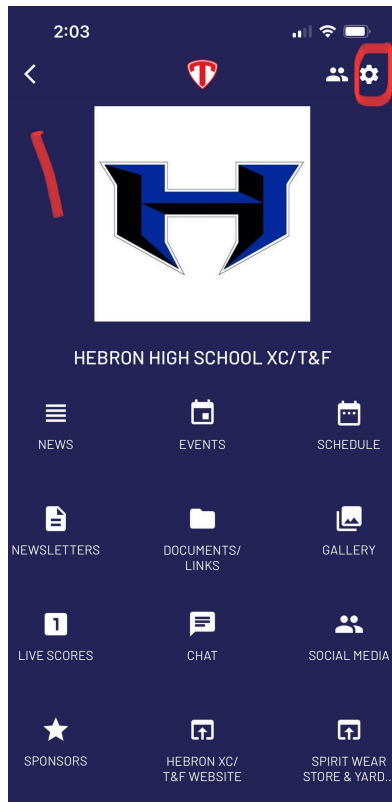 2:03
HEBRON HIGH SCHOOL XC/T&F
NEWS
EVENTS
SCHEDULE
NEWSLETTERS
DOCUMENTS/
LINKS
GALLERY
1
LIVE SCORES
CHAT
SOCIAL MEDIA
SPONSORS
HEBRON XC/
T&F WEBSITE
SPIRIT WEAR
STORE & YARD...